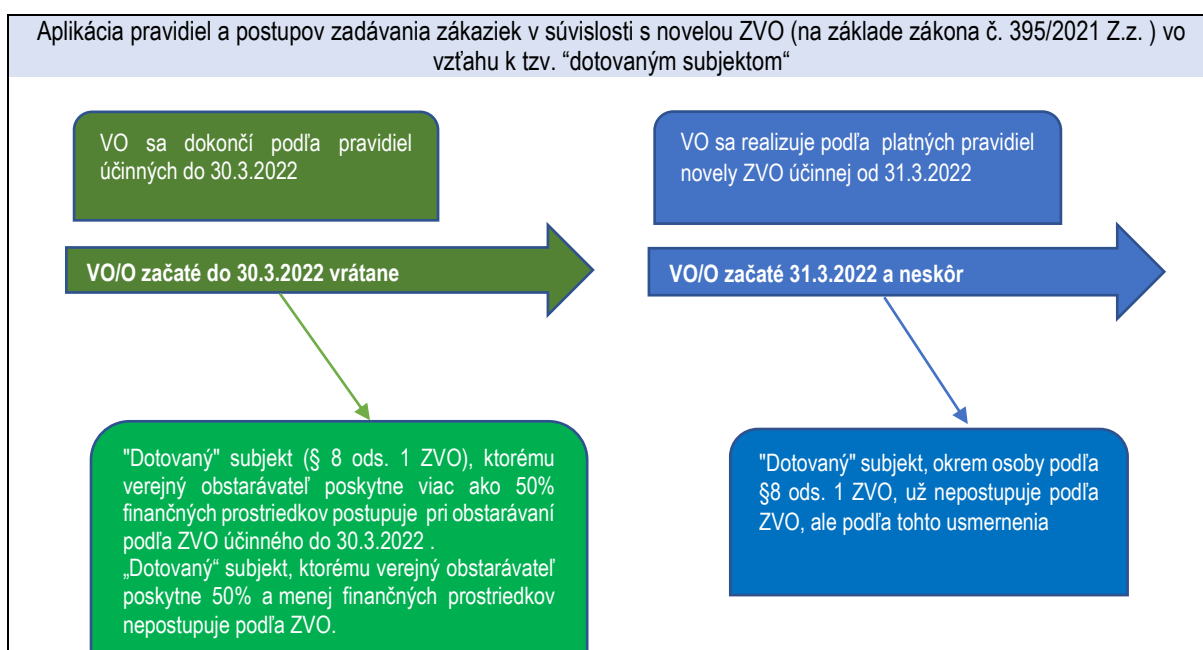 Aplikácia pravidiel a postupov zadávania zákaziek v súvislosti s novelou ZVO (na základe zákona č. 395/2021 Z.z. ) vo
vzťahu k tzv. “dotovaným subjektom“
VO sa dokončí podľa pravidiel
účinných do 30.3.2022
VO sa realizuje podľa platných pravidiel
novely ZVO účinnej od 31.3.2022
VO/O začaté do 30.3.2022 vrátane
VO/O začaté 31.3.2022 a neskôr
"Dotovaný" subjekt (§ 8 ods. 1 ZVO), ktorému
verejný obstarávateľ poskytne viac ako 50%
finančných prostriedkov postupuje pri obstarávaní
podľa ZVO účinného do 30.3.2022 .
„Dotovaný“ subjekt, ktorému verejný obstarávateľ
poskytne 50% a menej finančných prostriedkov
nepostupuje podľa ZVO.
"Dotovaný" subjekt, okrem osoby podľa
§8 ods. 1 ZVO, už nepostupuje podľa
ZVO, ale podľa tohto usmernenia